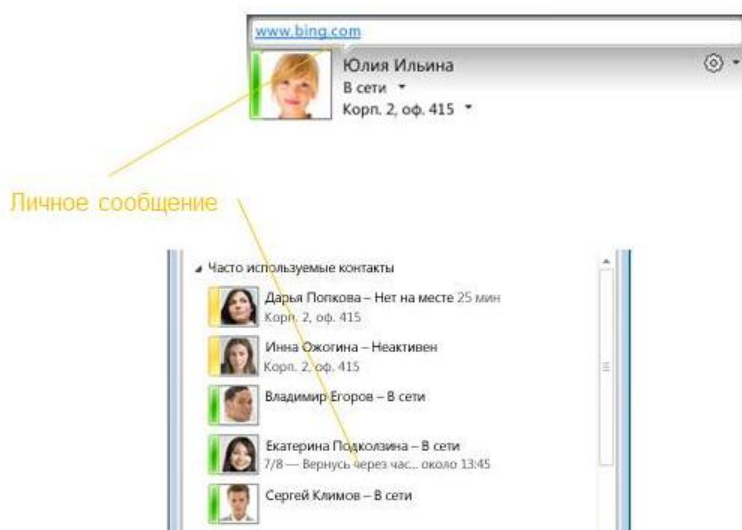 www.bing.com
Юлия Ильина
В сети
Корп. 2, оф. 415
Личное сообщение
Часто используемые контакты
Дарья Попкова – Нет на месте 25 мин
Корп. 2, оф. 415
Инна Ожогина – Неактивен
Корп. 2, оф. 415
Владимир Егоров – В сети
Екатерина Подколзина – В сети
7/8 — Вернусь через час... около 13:45
Сергей Климов – В сети